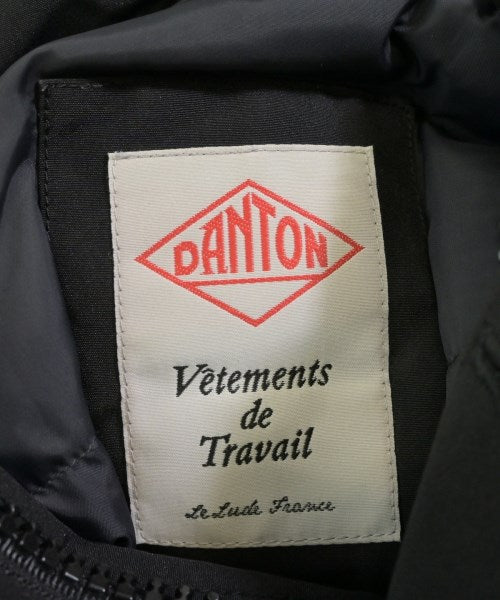 DANTON
Vêtements
de
Travail
Le Lude France